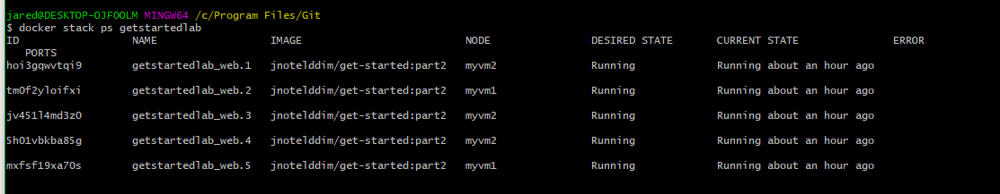 jared@DESKTOP-OJFOOLM MINGW64 /c/Program Files/Git
$ docker stack ps getstartedlab
ID                  NAME                  IMAGE                         NODE                DESIRED STATE       CURRENT STATE               ERROR
   PORTS
hoi3gqwvtqi9        getstartedlab_web.1   jnotelddim/get-started:part2   myvm2               Running             Running about an hour ago
tm0f2yloifxi        getstartedlab_web.2   jnotelddim/get-started:part2   myvm1               Running             Running about an hour ago
jv451l4md3z0        getstartedlab_web.3   jnotelddim/get-started:part2   myvm2               Running             Running about an hour ago
5h01vbkba85g        getstartedlab_web.4   jnotelddim/get-started:part2   myvm2               Running             Running about an hour ago
mxfsf19xa70s        getstartedlab_web.5   jnotelddim/get-started:part2   myvm1               Running             Running about an hour ago